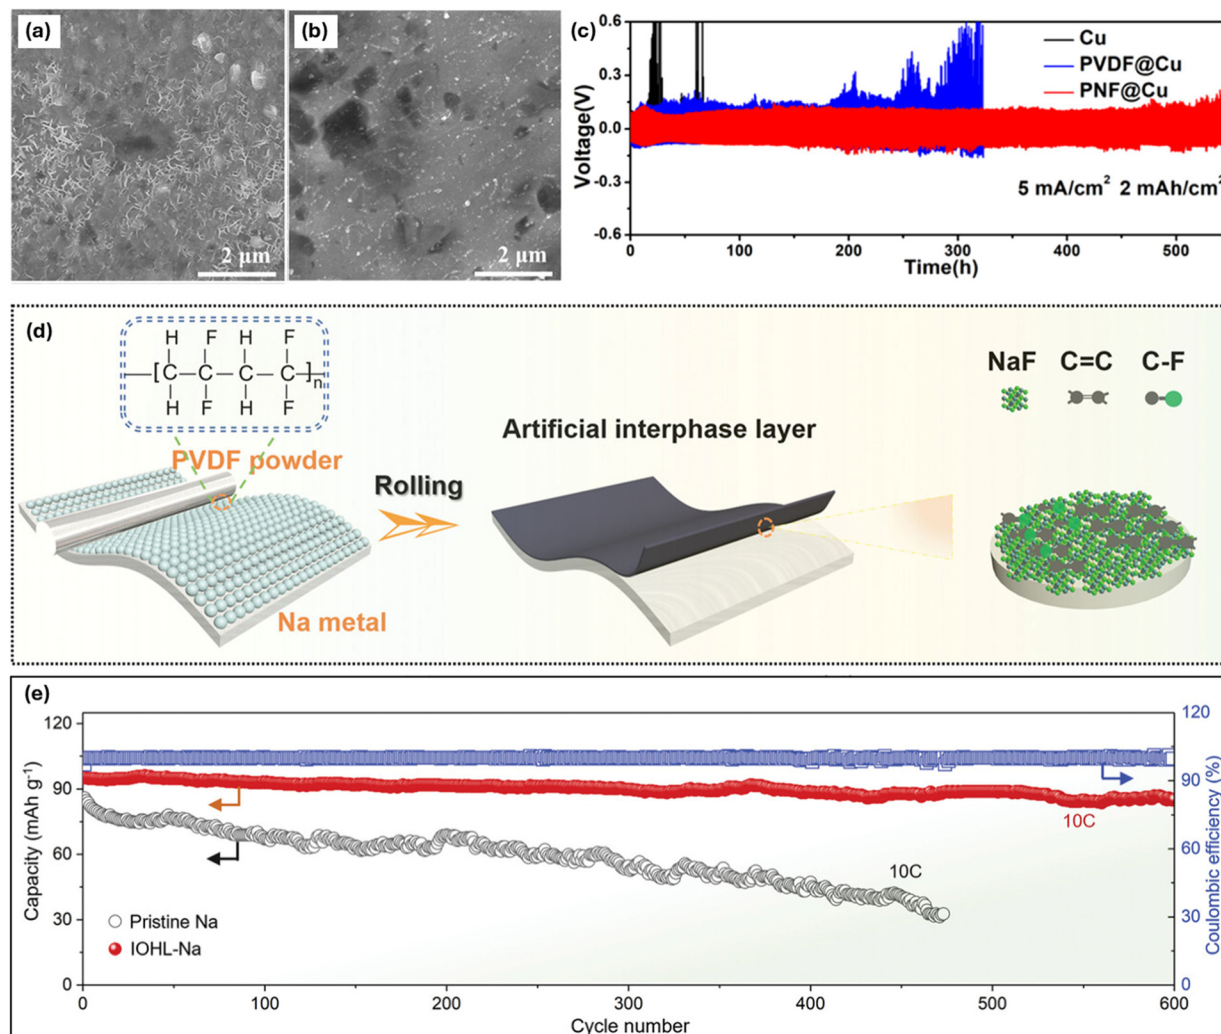 (a)
2 µm
(b)
2 µm
(c)
0.6
0.3
0.0
-0.3
-0.6
Voltage(V)
Cu
PVDF@Cu
PNF@Cu
5 mA/cm² 2 mAh/cm²
0
100
200
300
400
500
Time(h)
(d)
H F H F
[C C C C]n
H F H F
PVDF powder
Na metal
Rolling
Artificial interphase layer
NaF C=C C-F
(e)
120
90
60
30
0
Capacity (mAh g⁻¹)
10C
10C
Pristine Na
IOHL-Na
120
90
60
30
0
Coulombic efficiency (%)
0
100
200
300
400
500
600
Cycle number